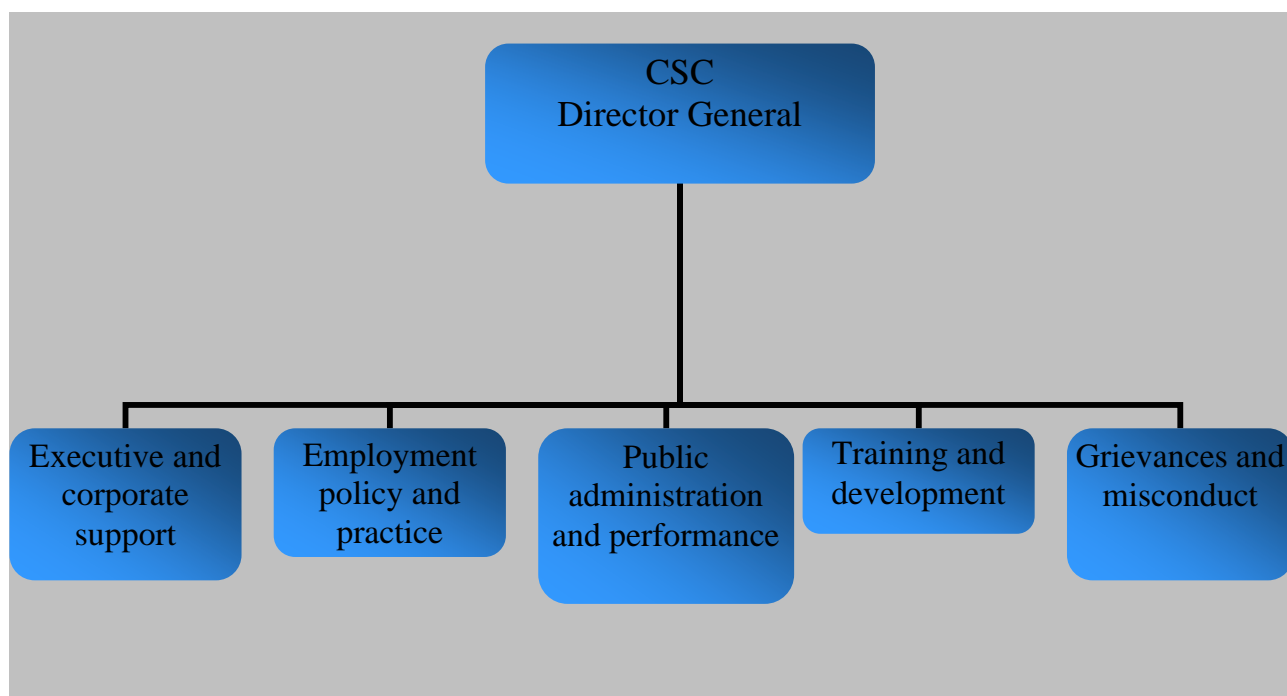 CSC
Director General
Executive and
corporate
support
Employment
policy and
practice
Public
administration
and performance
Training and
development
Grievances and
misconduct